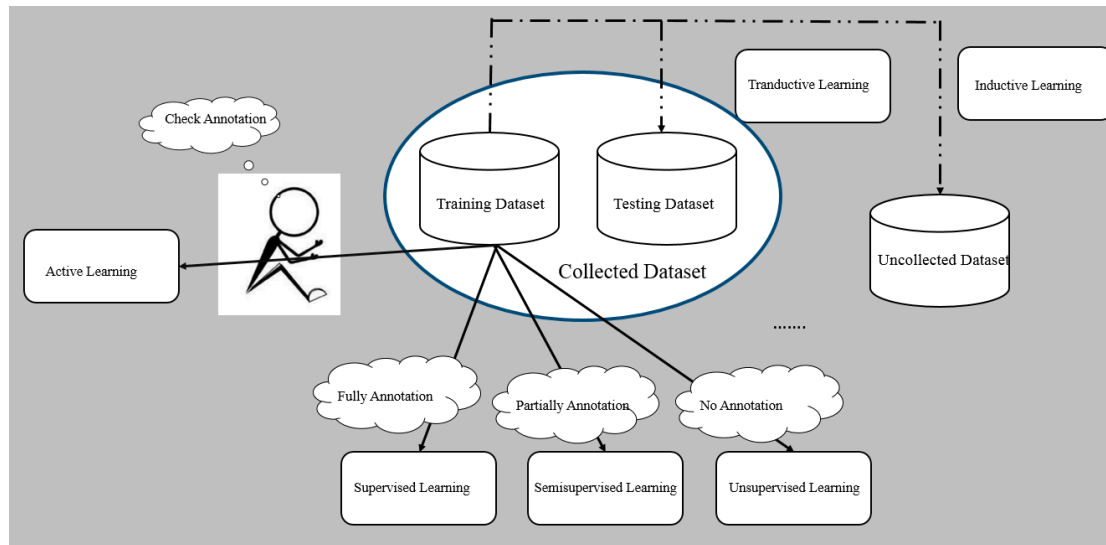 Tranductive Learning
Inductive Learning
Check Annotation
Training Dataset
Testing Dataset
Active Learning
Collected Dataset
Uncollected Dataset
.......
Fully Annotation
Partially Annotation
No Annotation
Supervised Learning
Semisupervised Learning
Unsupervised Learning